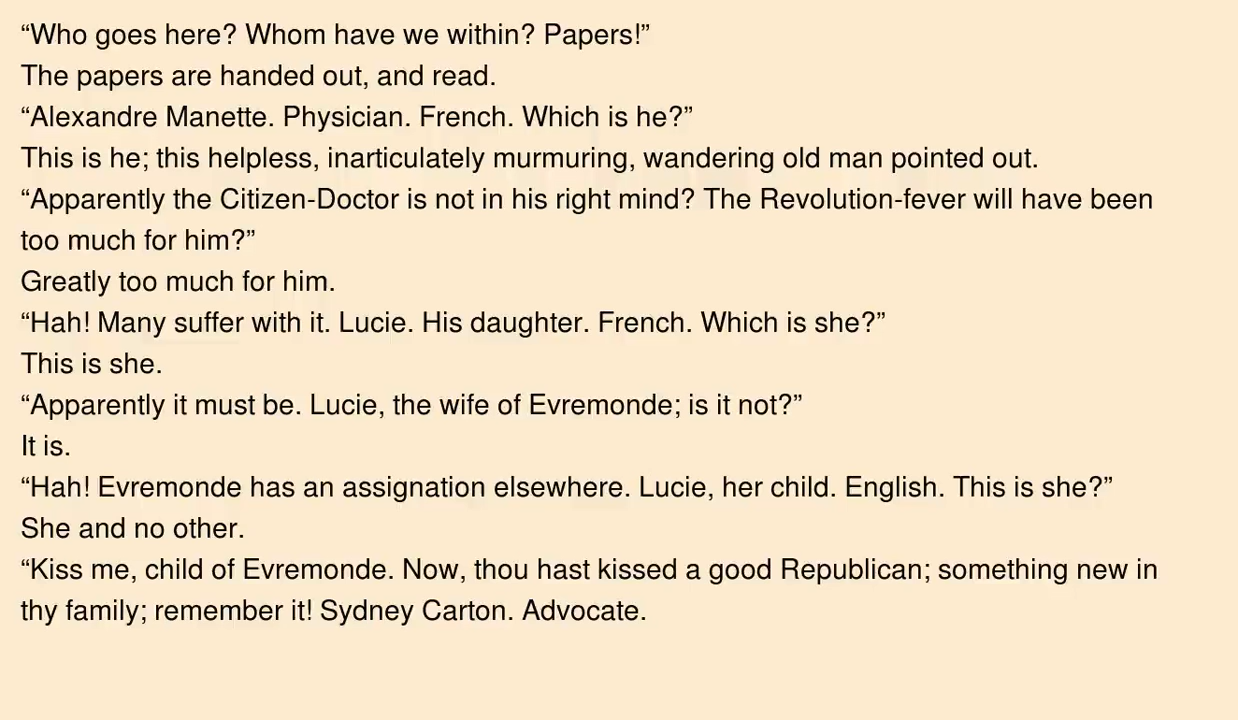 “Who goes here? Whom have we within? Papers!”
The papers are handed out, and read.
“Alexandre Manette. Physician. French. Which is he?”
This is he; this helpless, inarticulately murmuring, wandering old man pointed out.
“Apparently the Citizen-Doctor is not in his right mind? The Revolution-fever will have been
too much for him?”
Greatly too much for him.
“Hah! Many suffer with it. Lucie. His daughter. French. Which is she?”
This is she.
“Apparently it must be. Lucie, the wife of Evremonde; is it not?”
It is.
“Hah! Evremonde has an assignation elsewhere. Lucie, her child. English. This is she?”
She and no other.
“Kiss me, child of Evremonde. Now, thou hast kissed a good Republican; something new in
thy family; remember it! Sydney Carton. Advocate.